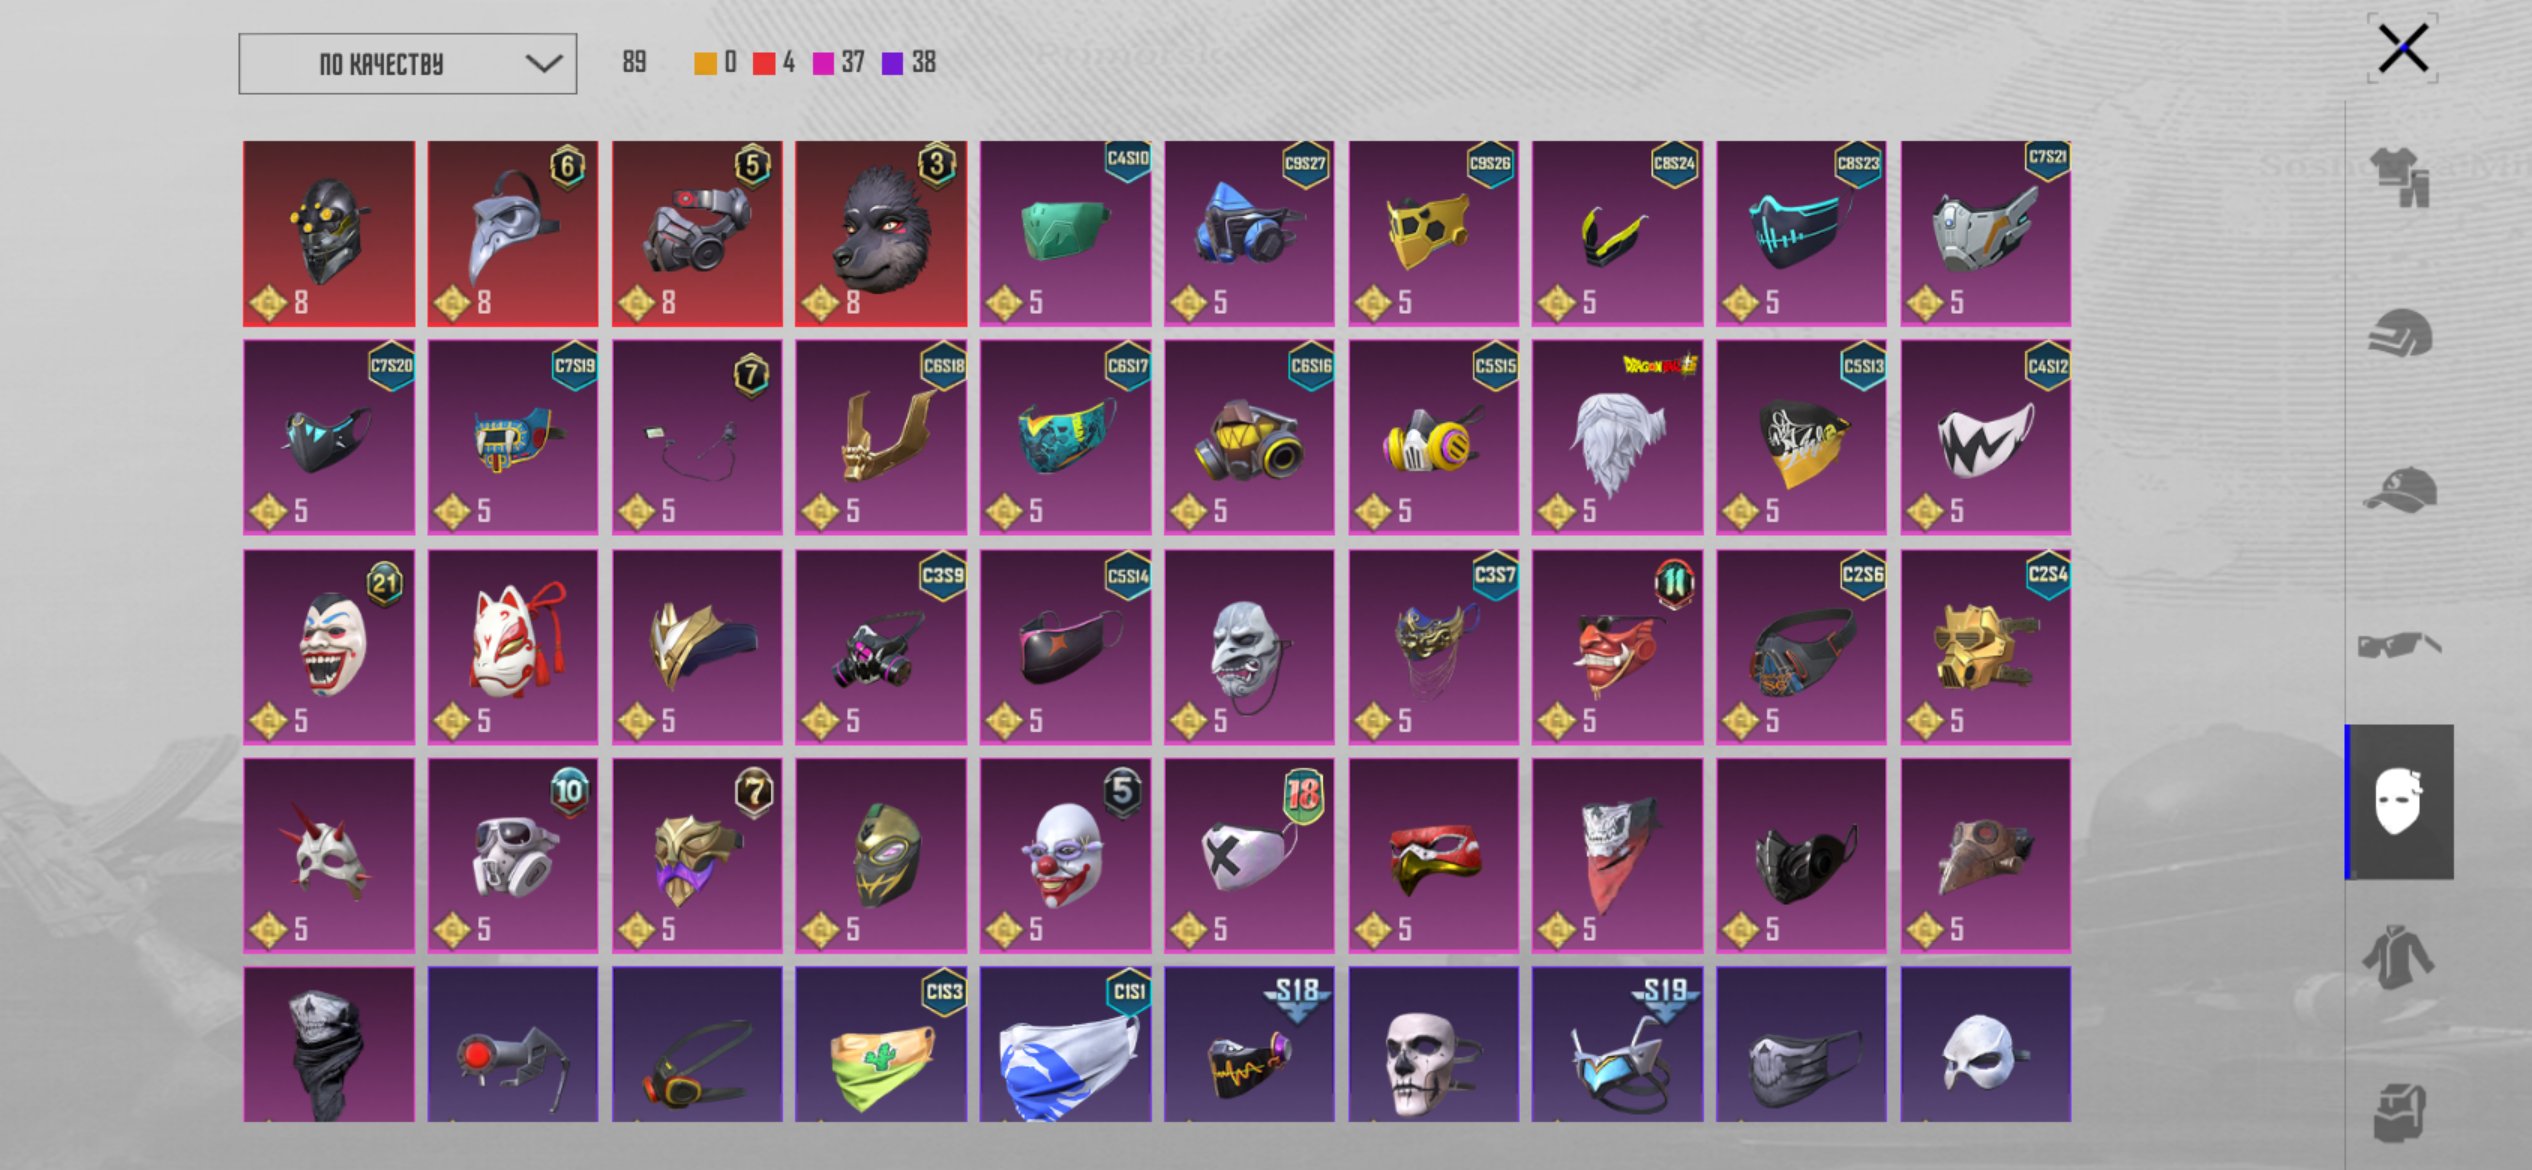 ПО КАЧЕСТВУ 89 0 4 37 38
6 5 3 C4S10 C9S27 C9S26 C8S24 C8S23 C7S21
8 8 8 8 5 5 5 5 5 5
C7S20 C7S19 7 C6S18 C6S17 C6S16 C5S15 DRAGON BALL C5S13 C4S12
5 5 5 5 5 5 5 5 5 5
21 C3S9 C5S14 C3S7 11 C2S6 C2S4
5 5 5 5 5 5 5 5 5 5
10 7 5 18
5 5 5 5 5 5 5 5 5 5
C1S3 C1S1 S18 S19